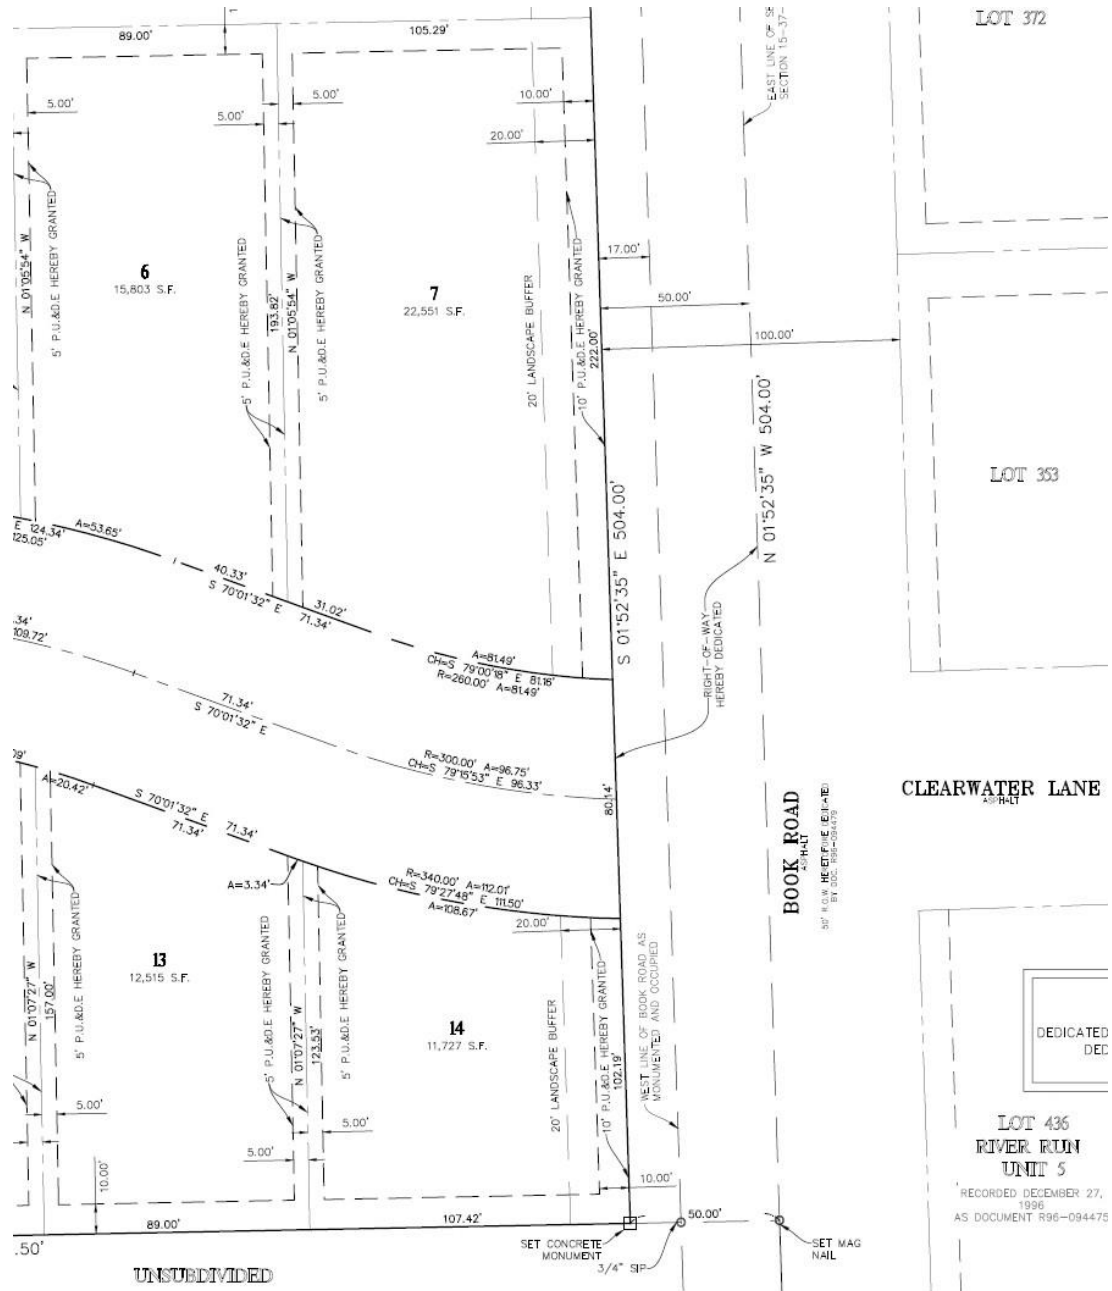 LOT 372
89.00'
105.29'
EAST LINE OF SE
SECTION 15-37-
5.00'
5.00'
5.00'
10.00'
20.00'
N 01°05'54" W
5' P.U.&D.E HEREBY GRANTED
6
15,803 S.F.
5' P.U.&D.E HEREBY GRANTED
193.82'
N 01°05'54" W
5' P.U.&D.E HEREBY GRANTED
7
22,551 S.F.
20' LANDSCAPE BUFFER
10' P.U.&D.E HEREBY GRANTED
222.00'
17.00'
50.00'
100.00'
LOT 353
S 01°52'35" E 504.00'
N 01°52'35" W 504.00'
E 124.34'
125.05'
A=53.65'
40.33'
S 70°01'32" E 71.34'
31.02'
A=81.49'
CH=S 79°00'18" E 81.16'
R=260.00' A=81.49'
RIGHT-OF-WAY
HEREBY DEDICATED
.34'
109.72'
71.34'
S 70°01'32" E
R=300.00' A=96.75'
CH=S 79°15'53" E 96.33'
80.14'
09'
A=20.42'
S 70°01'32" E 71.34'
71.34'
A=3.34'
R=340.00' A=112.01'
CH=S 79°27'48" E 111.50'
A=108.67'
20.00'
BOOK ROAD
ASPHALT
50' R.O.W. HERETOFORE DEDICATED
BY DOC. R96-094479
CLEARWATER LANE
ASPHALT
N 01°07'27" W
157.00'
5' P.U.&D.E HEREBY GRANTED
13
12,515 S.F.
5' P.U.&D.E HEREBY GRANTED
N 01°07'27" W
123.53'
5' P.U.&D.E HEREBY GRANTED
14
11,727 S.F.
20' LANDSCAPE BUFFER
10' P.U.&D.E HEREBY GRANTED
102.19'
WEST LINE OF BOOK ROAD AS
MONUMENTED AND OCCUPIED
DEDICATED
DED
5.00'
5.00'
5.00'
10.00'
10.00'
LOT 436
RIVER RUN
UNIT 5
RECORDED DECEMBER 27,
1996
AS DOCUMENT R96-094475
89.00'
107.42'
50.00'
.50'
SET CONCRETE
MONUMENT
3/4" SIP
SET MAG
NAIL
UNSUBDIVIDED